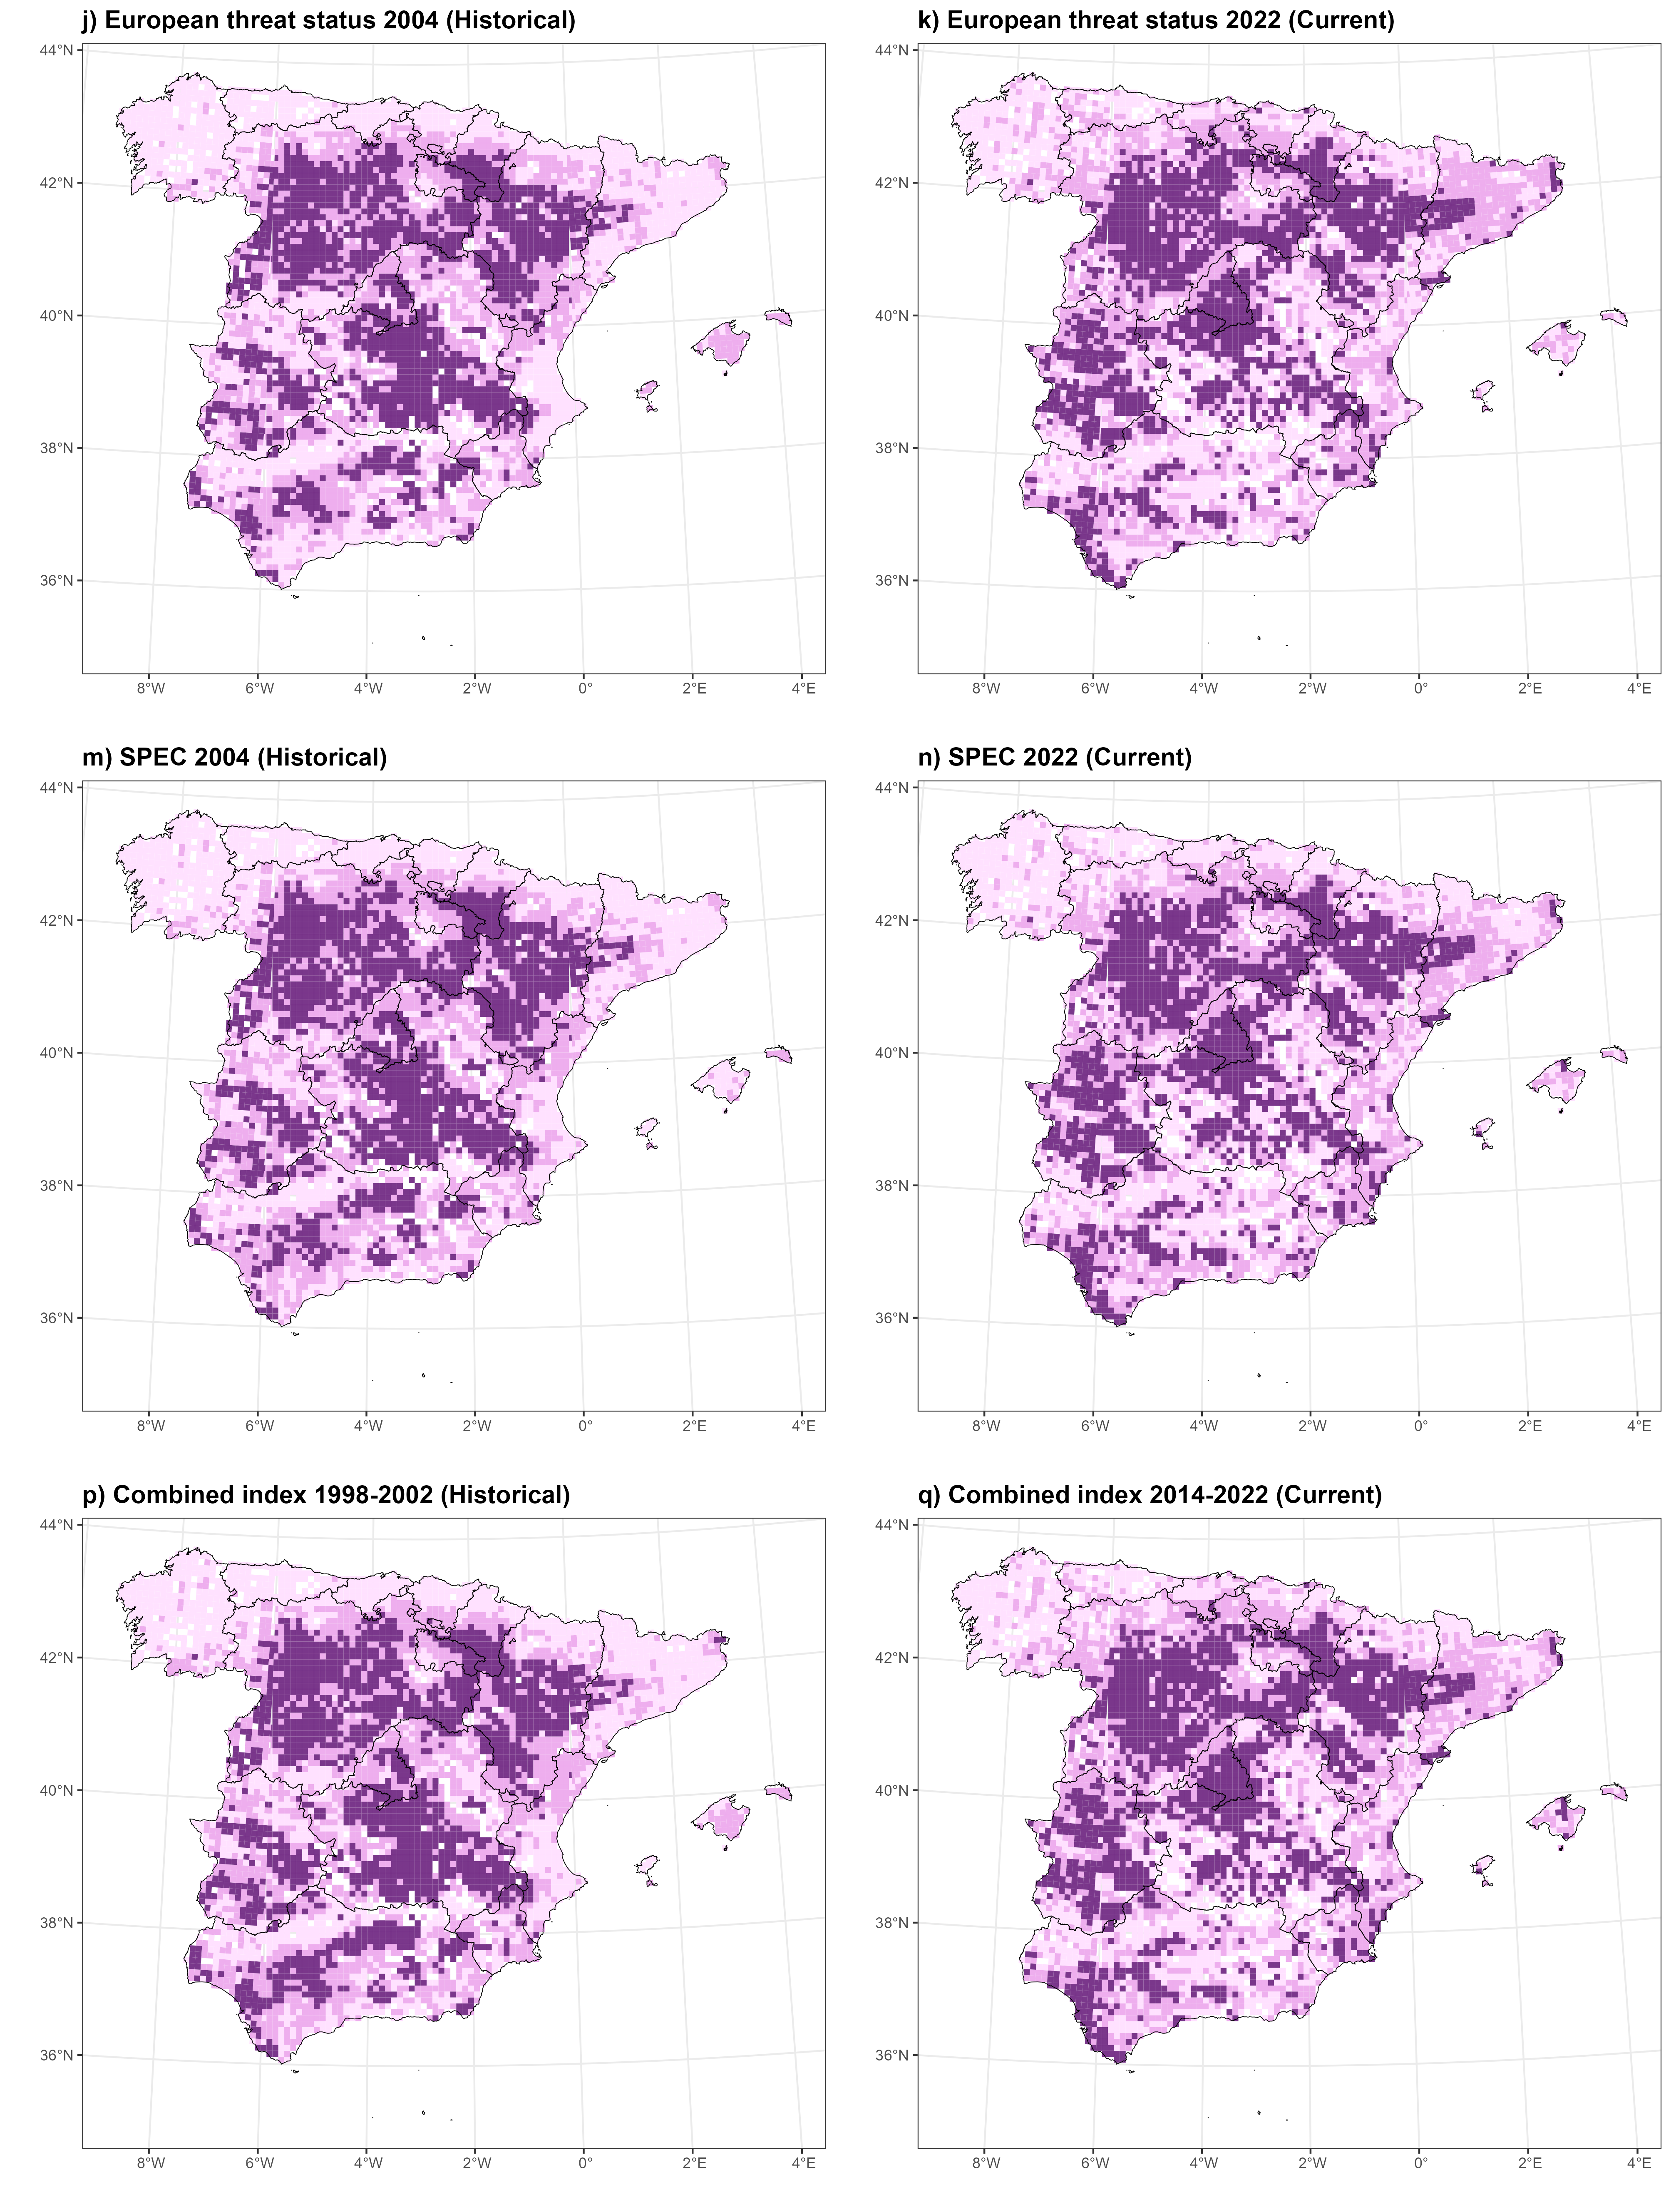 j) European threat status 2004 (Historical)
k) European threat status 2022 (Current)
44°N
42°N
40°N
38°N
36°N
8°W 6°W 4°W 2°W 0° 2°E 4°E
44°N
42°N
40°N
38°N
36°N
8°W 6°W 4°W 2°W 0° 2°E 4°E
m) SPEC 2004 (Historical)
n) SPEC 2022 (Current)
44°N
42°N
40°N
38°N
36°N
8°W 6°W 4°W 2°W 0° 2°E 4°E
44°N
42°N
40°N
38°N
36°N
8°W 6°W 4°W 2°W 0° 2°E 4°E
p) Combined index 1998-2002 (Historical)
q) Combined index 2014-2022 (Current)
44°N
42°N
40°N
38°N
36°N
8°W 6°W 4°W 2°W 0° 2°E 4°E
44°N
42°N
40°N
38°N
36°N
8°W 6°W 4°W 2°W 0° 2°E 4°E